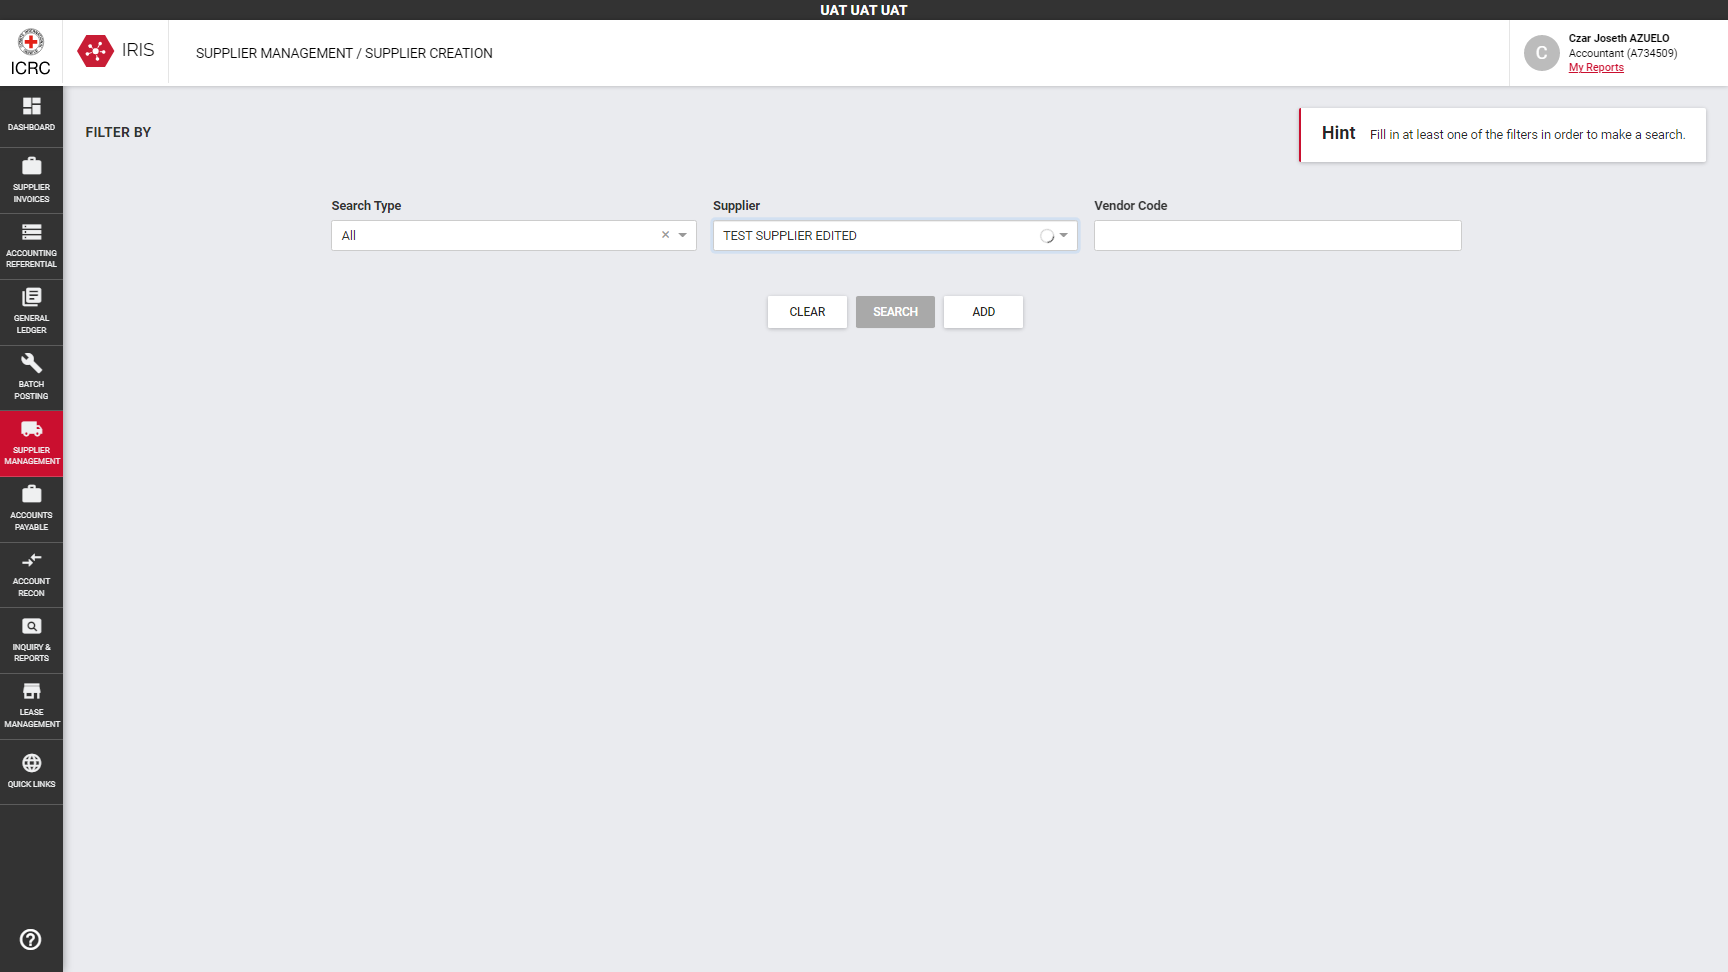 UAT UAT UAT
ICRC
IRIS
SUPPLIER MANAGEMENT / SUPPLIER CREATION
C
Czar Joseth AZUELO
Accountant (A734509)
My Reports
DASHBOARD
SUPPLIER
INVOICES
ACCOUNTING
REFERENTIAL
GENERAL
LEDGER
BATCH
POSTING
SUPPLIER
MANAGEMENT
ACCOUNTS
PAYABLE
ACCOUNT
RECON
INQUIRY &
REPORTS
LEASE
MANAGEMENT
QUICK LINKS
FILTER BY
Hint Fill in at least one of the filters in order to make a search.
Search Type
All
Supplier
TEST SUPPLIER EDITED
Vendor Code
CLEAR
SEARCH
ADD